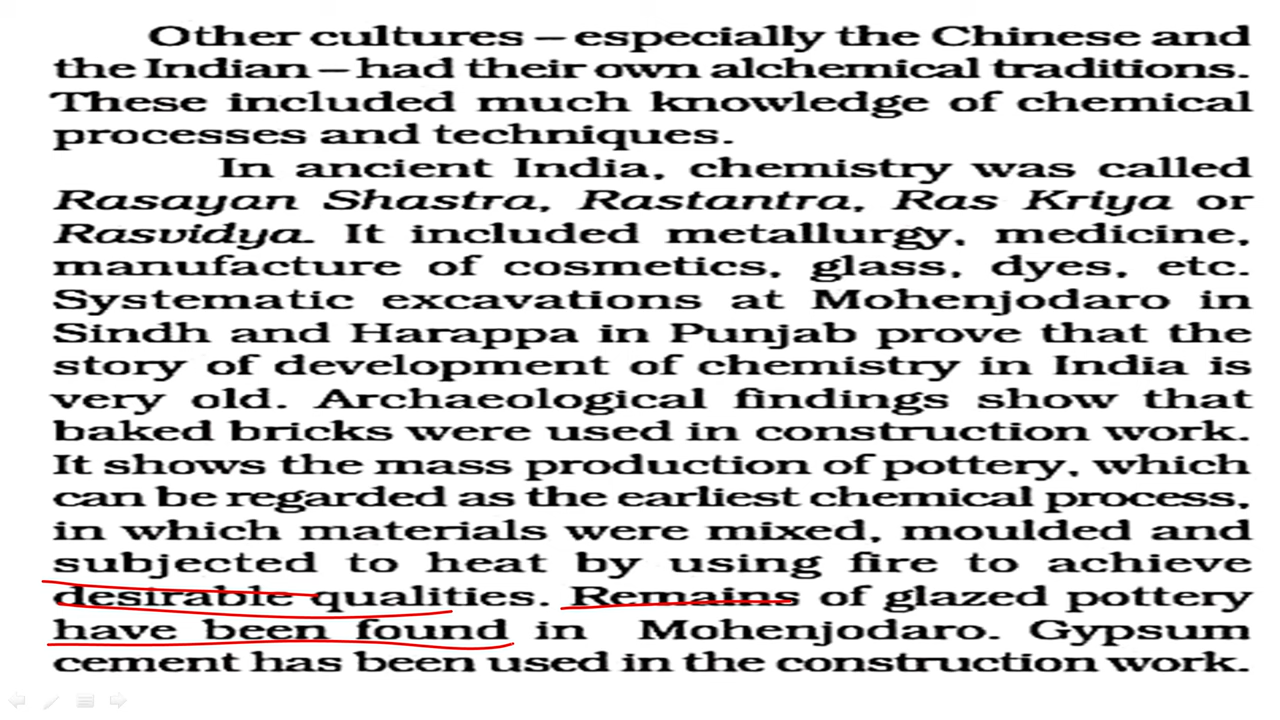 Other cultures – especially the Chinese and
the Indian – had their own alchemical traditions.
These included much knowledge of chemical
processes and techniques.
In ancient India, chemistry was called
Rasayan Shastra, Rastantra, Ras Kriya or
Rasvidya. It included metallurgy, medicine,
manufacture of cosmetics, glass, dyes, etc.
Systematic excavations at Mohenjodaro in
Sindh and Harappa in Punjab prove that the
story of development of chemistry in India is
very old. Archaeological findings show that
baked bricks were used in construction work.
It shows the mass production of pottery, which
can be regarded as the earliest chemical process,
in which materials were mixed, moulded and
subjected to heat by using fire to achieve
desirable qualities. Remains of glazed pottery
have been found in Mohenjodaro. Gypsum
cement has been used in the construction work.